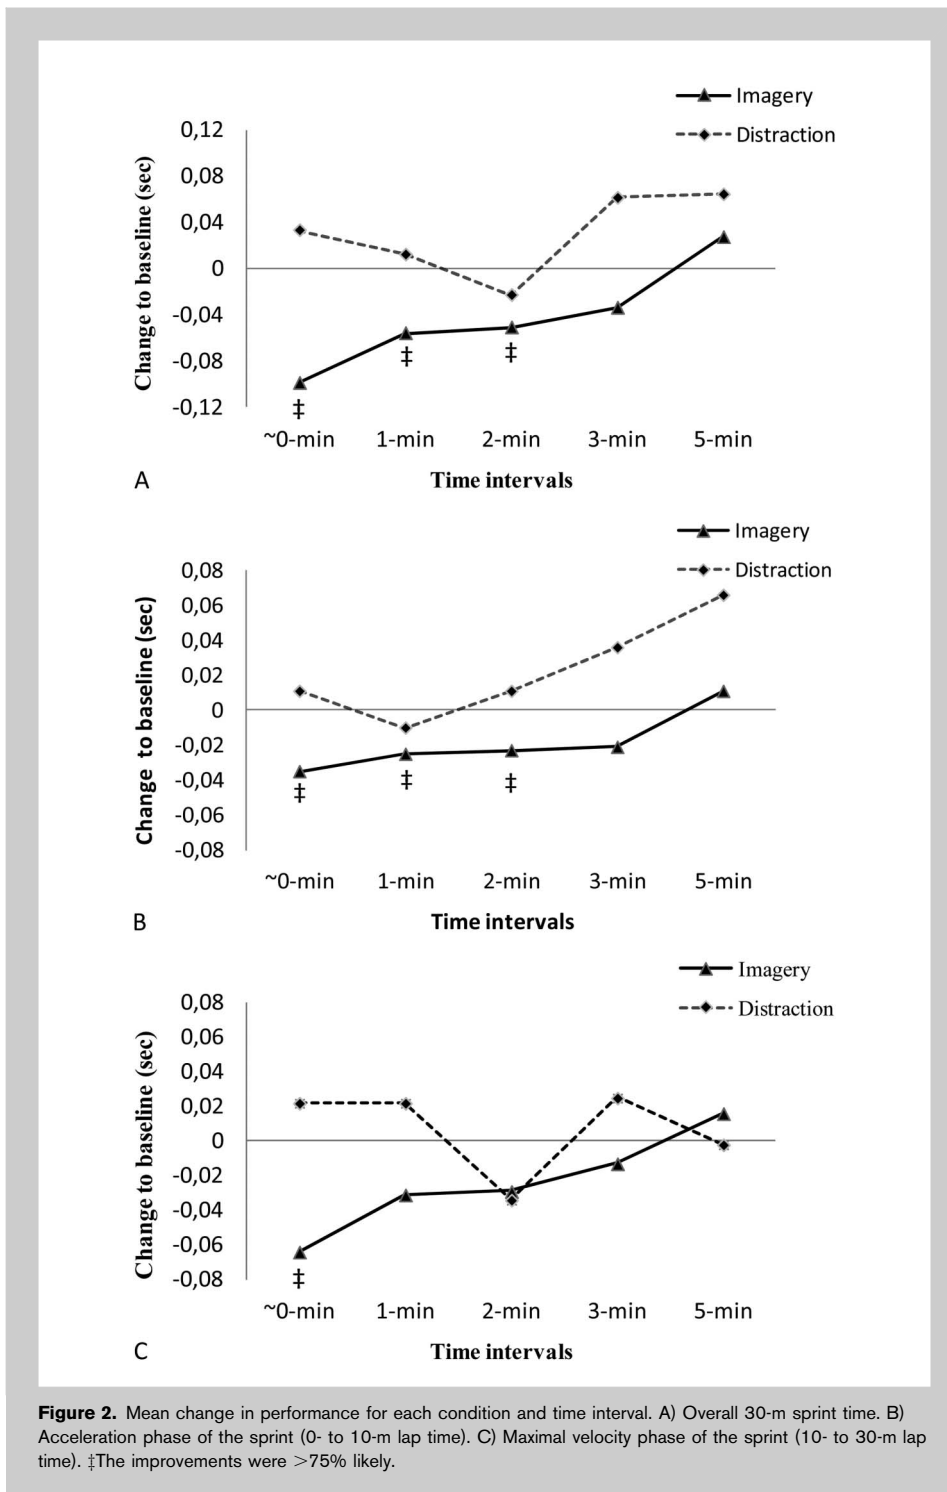 Imagery
Distraction
0,12
0,08
0,04
0
-0,04
-0,08
-0,12
Change to baseline (sec)
‡
‡
‡
~0-min 1-min 2-min 3-min 5-min
A
Time intervals
Imagery
Distraction
0,08
0,06
0,04
0,02
0
-0,02
-0,04
-0,06
-0,08
Change to baseline (sec)
‡
‡
‡
~0-min 1-min 2-min 3-min 5-min
B
Time intervals
Imagery
Distraction
0,08
0,06
0,04
0,02
0
-0,02
-0,04
-0,06
-0,08
Change to baseline (sec)
‡
~0-min 1-min 2-min 3-min 5-min
C
Time intervals
Figure 2. Mean change in performance for each condition and time interval. A) Overall 30-m sprint time. B)
Acceleration phase of the sprint (0- to 10-m lap time). C) Maximal velocity phase of the sprint (10- to 30-m lap
time). ‡The improvements were >75% likely.